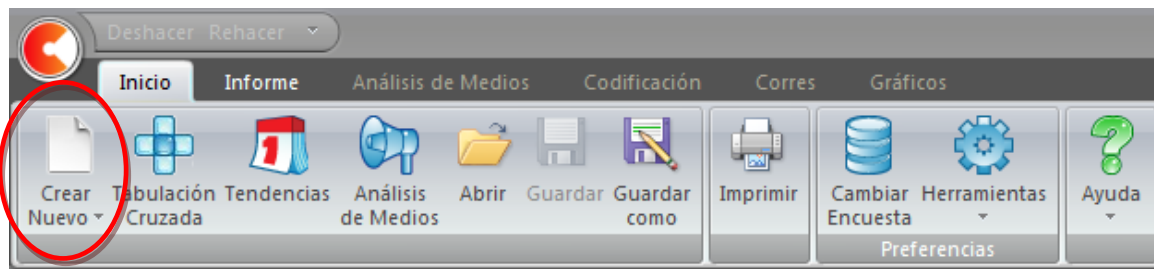 Deshacer Rehacer
Inicio Informe Análisis de Medios Codificación Corres Gráficos
1
Crear Tabulación Tendencias Análisis Abrir Guardar Guardar Imprimir Cambiar Herramientas Ayuda
Nuevo Cruzada de Medios como Encuesta
Preferencias